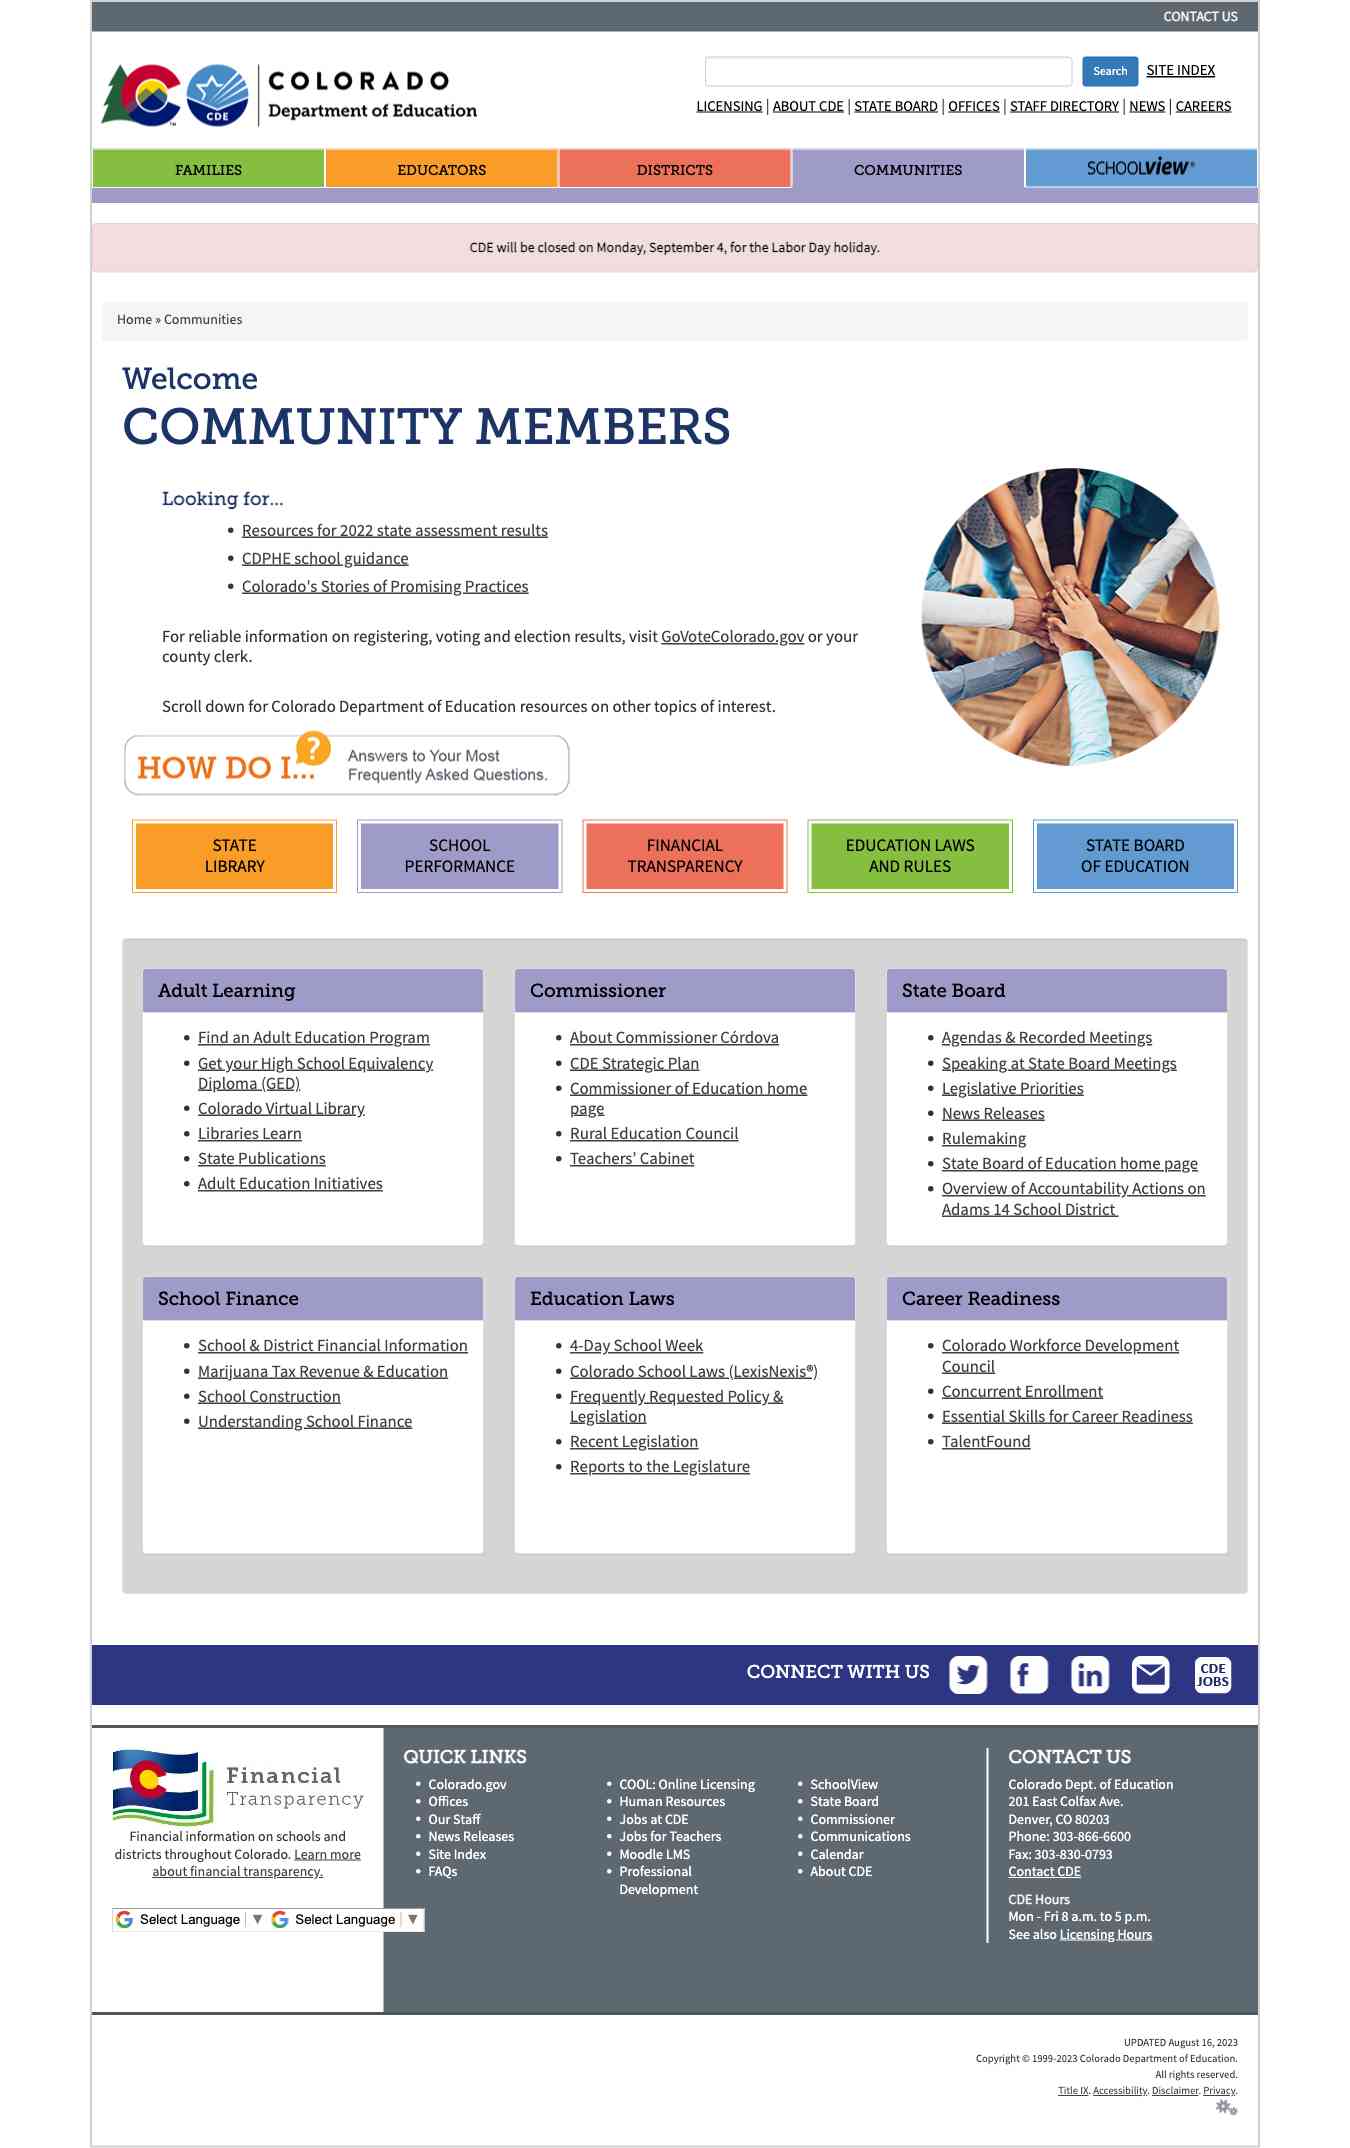 CONTACT US
COLORADO
Department of Education
CDE
TM
Search
SITE INDEX
LICENSING | ABOUT CDE | STATE BOARD | OFFICES | STAFF DIRECTORY | NEWS | CAREERS
FAMILIES
EDUCATORS
DISTRICTS
COMMUNITIES
SCHOOLVIEW®
CDE will be closed on Monday, September 4, for the Labor Day holiday.
Home » Communities
Welcome
COMMUNITY MEMBERS
Looking for...
• Resources for 2022 state assessment results
• CDPHE school guidance
• Colorado's Stories of Promising Practices
For reliable information on registering, voting and election results, visit GoVoteColorado.gov or your
county clerk.
Scroll down for Colorado Department of Education resources on other topics of interest.
HOW DO I...?
Answers to Your Most
Frequently Asked Questions.
STATE
LIBRARY
SCHOOL
PERFORMANCE
FINANCIAL
TRANSPARENCY
EDUCATION LAWS
AND RULES
STATE BOARD
OF EDUCATION
Adult Learning
• Find an Adult Education Program
• Get your High School Equivalency
Diploma (GED)
• Colorado Virtual Library
• Libraries Learn
• State Publications
• Adult Education Initiatives
Commissioner
• About Commissioner Córdova
• CDE Strategic Plan
• Commissioner of Education home
page
• Rural Education Council
• Teachers' Cabinet
State Board
• Agendas & Recorded Meetings
• Speaking at State Board Meetings
• Legislative Priorities
• News Releases
• Rulemaking
• State Board of Education home page
• Overview of Accountability Actions on
Adams 14 School District
School Finance
• School & District Financial Information
• Marijuana Tax Revenue & Education
• School Construction
• Understanding School Finance
Education Laws
• 4-Day School Week
• Colorado School Laws (LexisNexis®)
• Frequently Requested Policy &
Legislation
• Recent Legislation
• Reports to the Legislature
Career Readiness
• Colorado Workforce Development
Council
• Concurrent Enrollment
• Essential Skills for Career Readiness
• TalentFound
CONNECT WITH US
CDE
JOBS
Financial
Transparency
Financial information on schools and
districts throughout Colorado. Learn more
about financial transparency.
Select Language ▼
Select Language ▼
QUICK LINKS
• Colorado.gov
• Offices
• Our Staff
• News Releases
• Site Index
• FAQs
• COOL: Online Licensing
• Human Resources
• Jobs at CDE
• Jobs for Teachers
• Moodle LMS
• Professional
Development
• SchoolView
• State Board
• Commissioner
• Communications
• Calendar
• About CDE
CONTACT US
Colorado Dept. of Education
201 East Colfax Ave.
Denver, CO 80203
Phone: 303-866-6600
Fax: 303-830-0793
Contact CDE
CDE Hours
Mon - Fri 8 a.m. to 5 p.m.
See also Licensing Hours
UPDATED August 16, 2023
Copyright © 1999-2023 Colorado Department of Education.
All rights reserved.
Title IX. Accessibility. Disclaimer. Privacy.